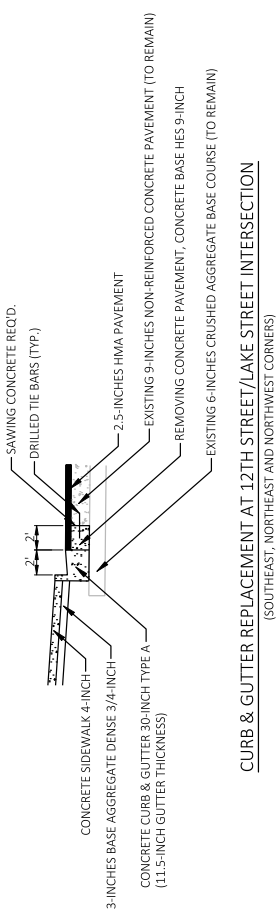 SAWING CONCRETE REQ'D.
DRILLED TIE BARS (TYP.)
2'
2'
2.5-INCHES HMA PAVEMENT
EXISTING 9-INCHES NON-REINFORCED CONCRETE PAVEMENT (TO REMAIN)
REMOVING CONCRETE PAVEMENT, CONCRETE BASE HES 9-INCH
EXISTING 6-INCHES CRUSHED AGGREGATE BASE COURSE (TO REMAIN)
CONCRETE SIDEWALK 4-INCH
3-INCHES BASE AGGREGATE DENSE 3/4-INCH
CONCRETE CURB & GUTTER 30-INCH TYPE A
(11.5-INCH GUTTER THICKNESS)
CURB & GUTTER REPLACEMENT AT 12TH STREET/LAKE STREET INTERSECTION
(SOUTHEAST, NORTHEAST AND NORTHWEST CORNERS)